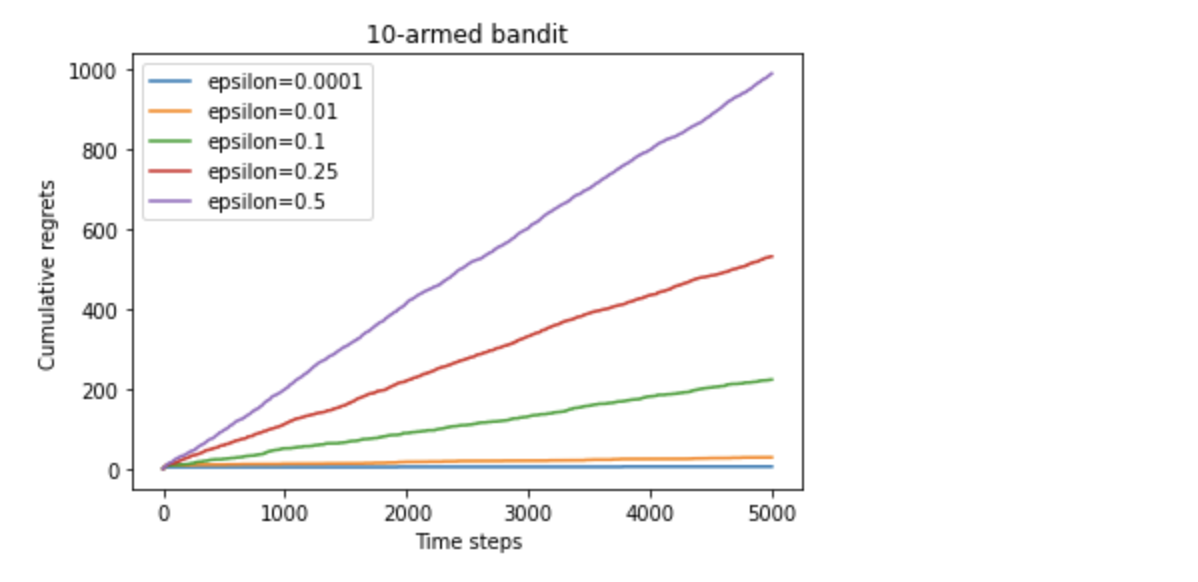 10-armed bandit
1000
800
600
400
200
0
Cumulative regrets
epsilon=0.0001
epsilon=0.01
epsilon=0.1
epsilon=0.25
epsilon=0.5
0 1000 2000 3000 4000 5000
Time steps